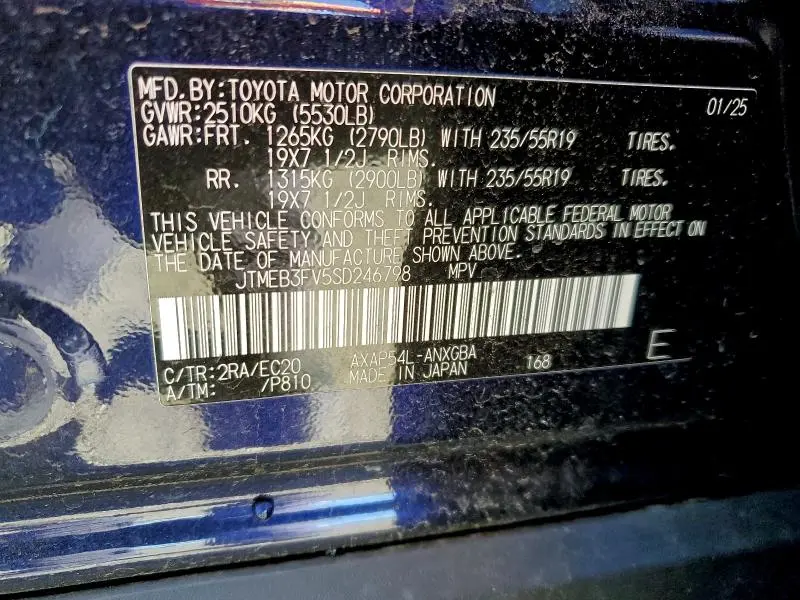 MFD.BY:TOYOTA MOTOR CORPORATION 01/25
GVWR:2510KG (5530LB)
GAWR:FRT. 1265KG (2790LB) WITH 235/55R19 TIRES.
19X7 1/2J RIMS.
RR. 1315KG (2900LB) WITH 235/55R19 TIRES.
19X7 1/2J RIMS.
THIS VEHICLE CONFORMS TO ALL APPLICABLE FEDERAL MOTOR
VEHICLE SAFETY AND THEFT PREVENTION STANDARDS IN EFFECT ON
THE DATE OF MANUFACTURE SHOWN ABOVE.
JTMEB3FV5SD246798 MPV
C/TR:2RA/EC20 AXAP54L-ANXGBA 168 E
A/TM: /P810 MADE IN JAPAN